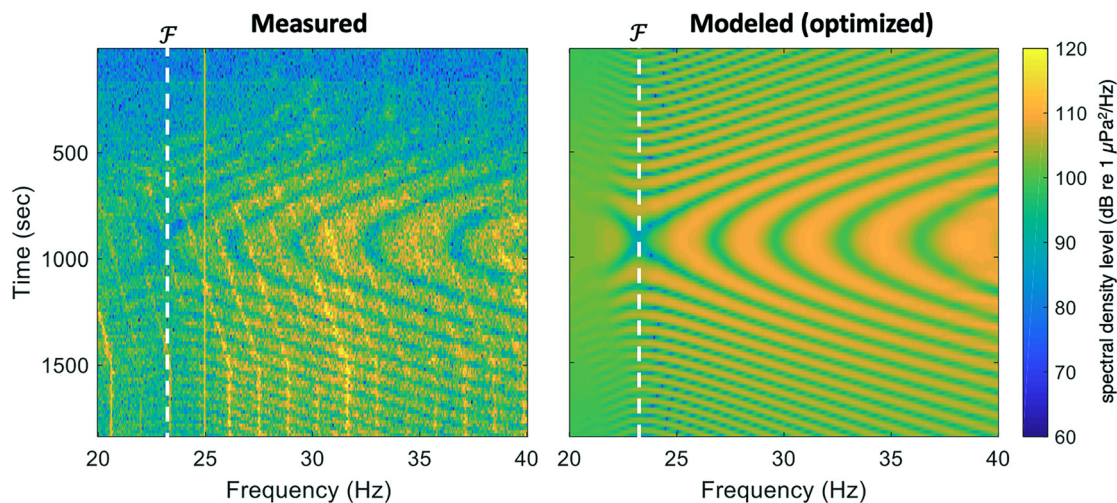 Measured
Modeled (optimized)
ℱ
ℱ
500
1000
1500
Time (sec)
20
25
30
35
40
Frequency (Hz)
20
25
30
35
40
Frequency (Hz)
120
110
100
90
80
70
60
spectral density level (dB re 1 μPa²/Hz)